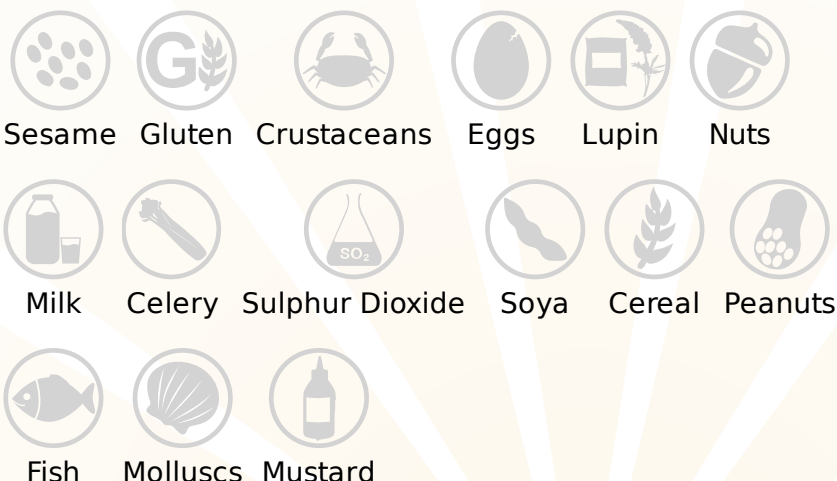 G
Sesame Gluten Crustaceans Eggs Lupin Nuts
SO₂
Milk Celery Sulphur Dioxide Soya Cereal Peanuts
Fish Molluscs Mustard